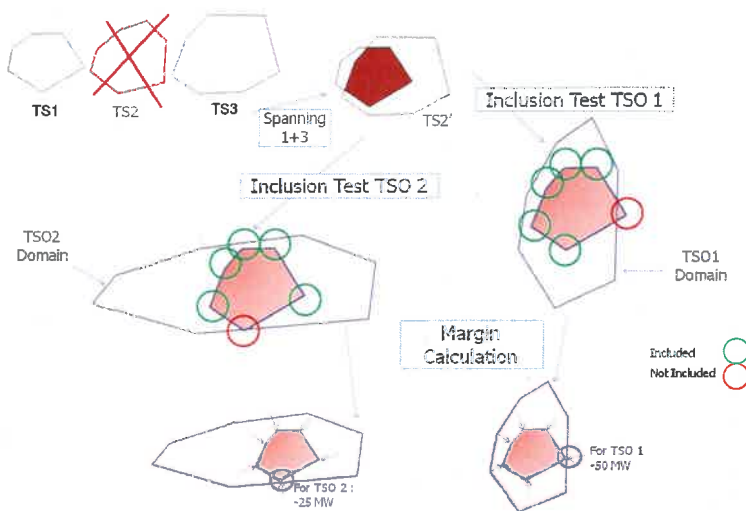 TS1
TS2
TS3
Spanning
1+3
TS2'
Inclusion Test TSO 1
Inclusion Test TSO 2
TSO2
Domain:
TSO1
Domain
Margin
Calculation
Included
Not Included
For TSO 2 :
-25 MW
For TSO 1
-50 MW